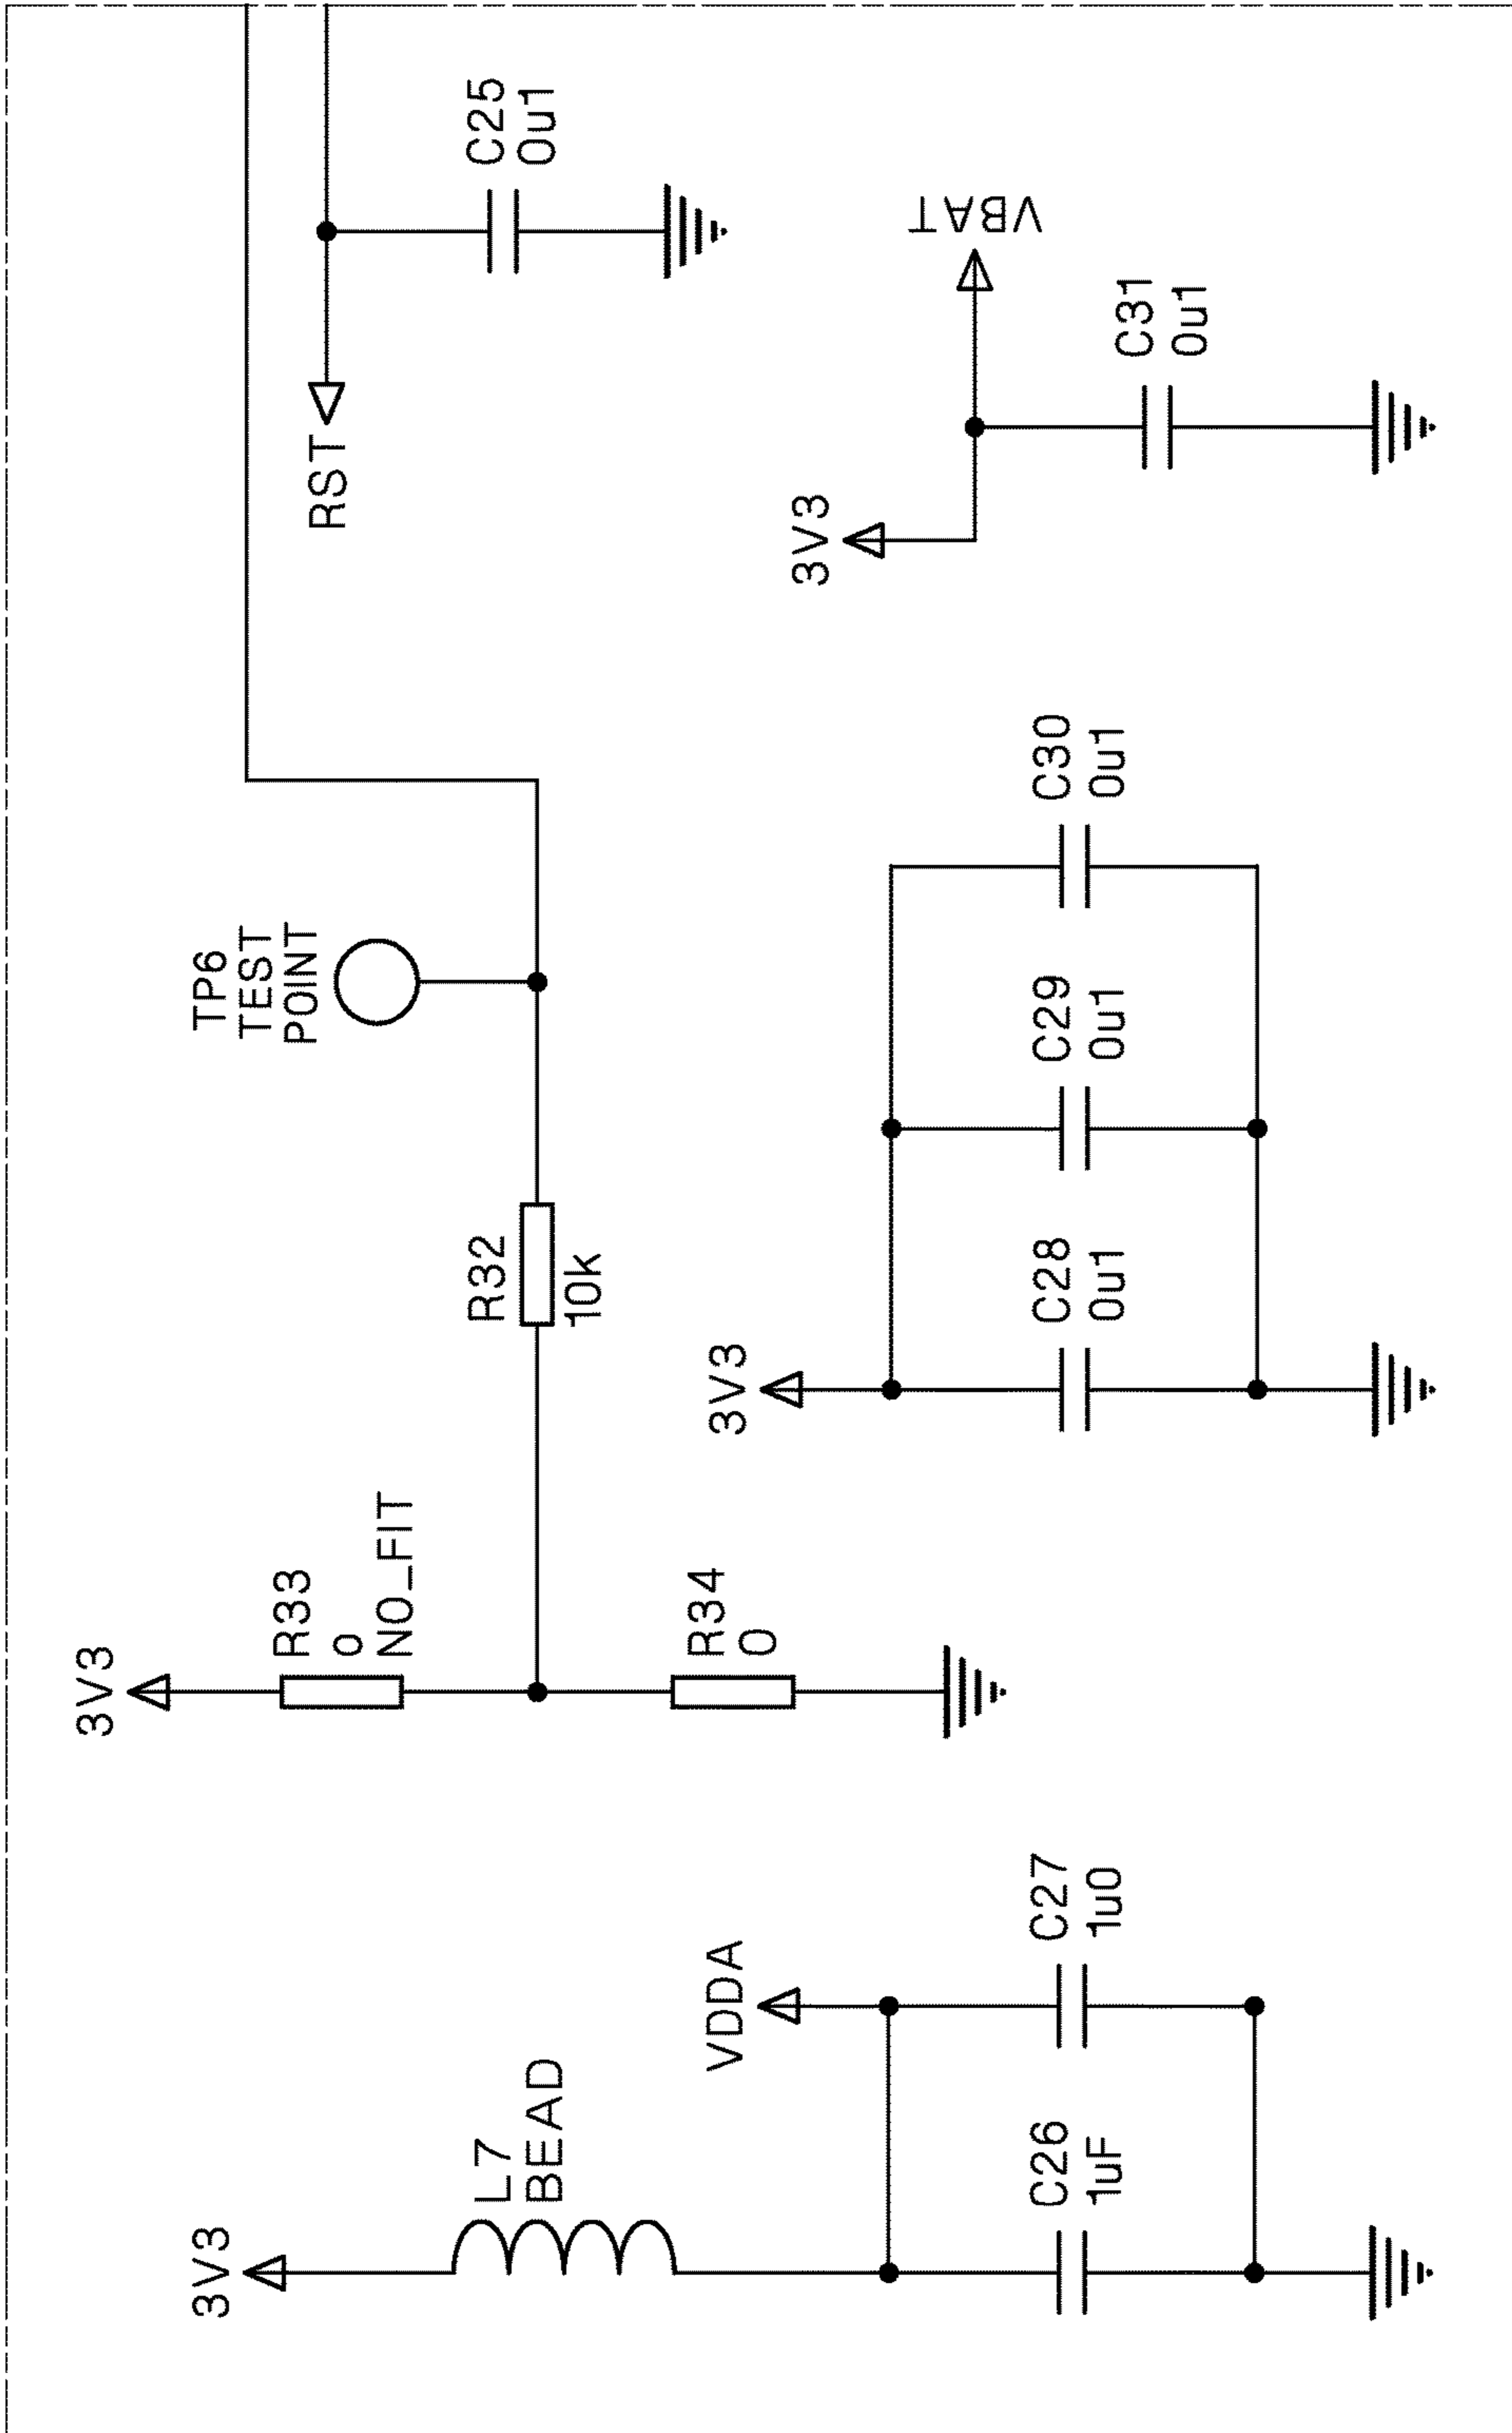 3V3
L7
BEAD
VDDA
C26
1uF
C27
1u0
3V3
R33
0
NO_FIT
R34
0
R32
10k
TP6
TEST
POINT
3V3
C28
0u1
C29
0u1
C30
0u1
RST
C25
0u1
3V3
VBAT
C31
0u1